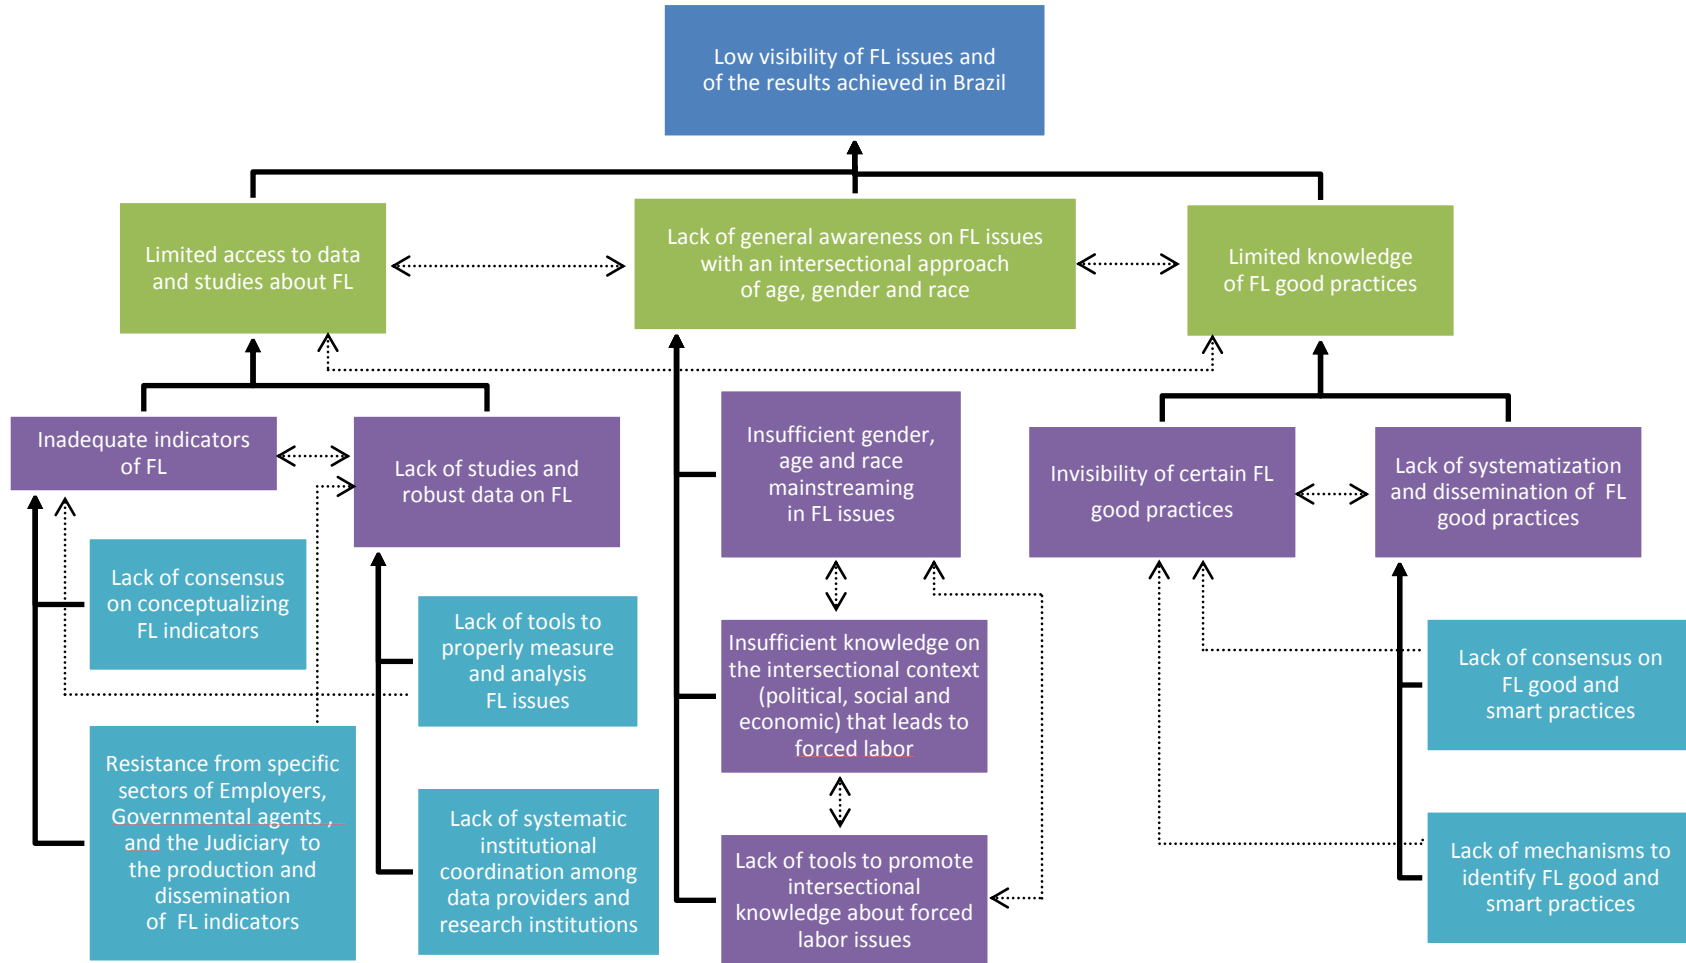 Low visibility of FL issues and
of the results achieved in Brazil
Limited access to data
and studies about FL
Lack of general awareness on FL issues
with an intersectional approach
of age, gender and race
Limited knowledge
of FL good practices
Inadequate indicators
of FL
Lack of studies and
robust data on FL
Insufficient gender,
age and race
mainstreaming
in FL issues
Invisibility of certain FL
good practices
Lack of systematization
and dissemination of FL
good practices
Lack of consensus
on conceptualizing
FL indicators
Lack of tools to
properly measure
and analysis
FL issues
Insufficient knowledge on
the intersectional context
(political, social and
economic) that leads to
forced labor
Lack of consensus on
FL good and
smart practices
Resistance from specific
sectors of Employers,
Governmental agents ,
and the Judiciary to
the production and
dissemination
of FL indicators
Lack of systematic
institutional
coordination among
data providers and
research institutions
Lack of tools to promote
intersectional
knowledge about forced
labor issues
Lack of mechanisms to
identify FL good and
smart practices